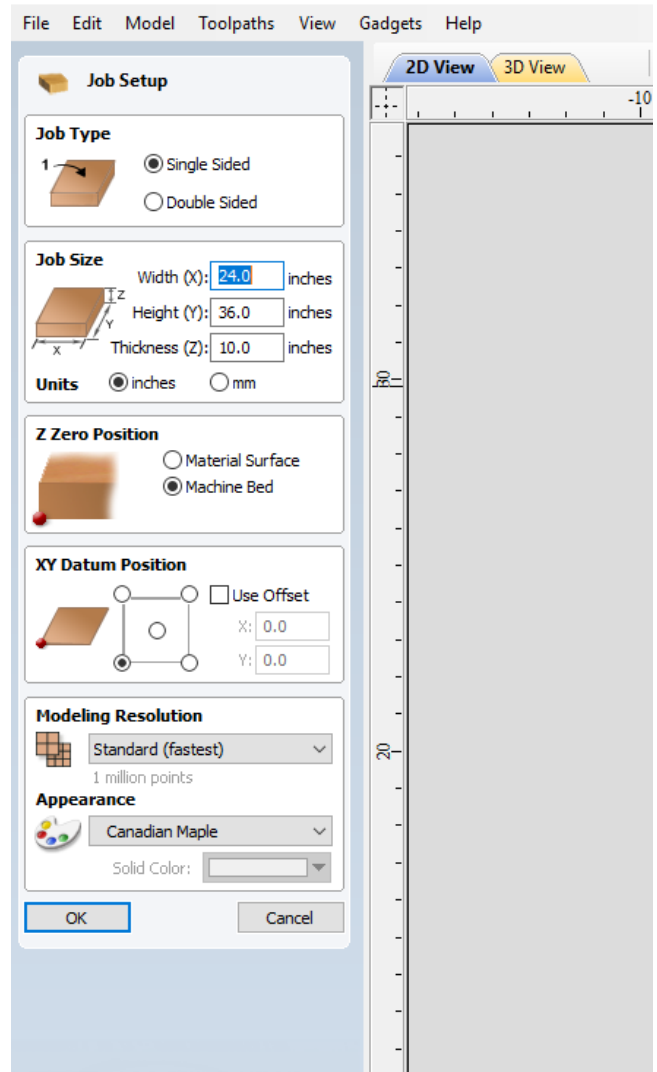 File Edit Model Toolpaths View Gadgets Help
2D View 3D View
Job Setup
-10
Job Type
1
Single Sided
Double Sided
Job Size
Width (X): 24.0 inches
Z
Height (Y): 36.0 inches
Y
X
Thickness (Z): 10.0 inches
Units inches mm
30
Z Zero Position
Material Surface
Machine Bed
XY Datum Position
Use Offset
X: 0.0
Y: 0.0
Modeling Resolution
Standard (fastest)
20
1 million points
Appearance
Canadian Maple
Solid Color:
OK Cancel